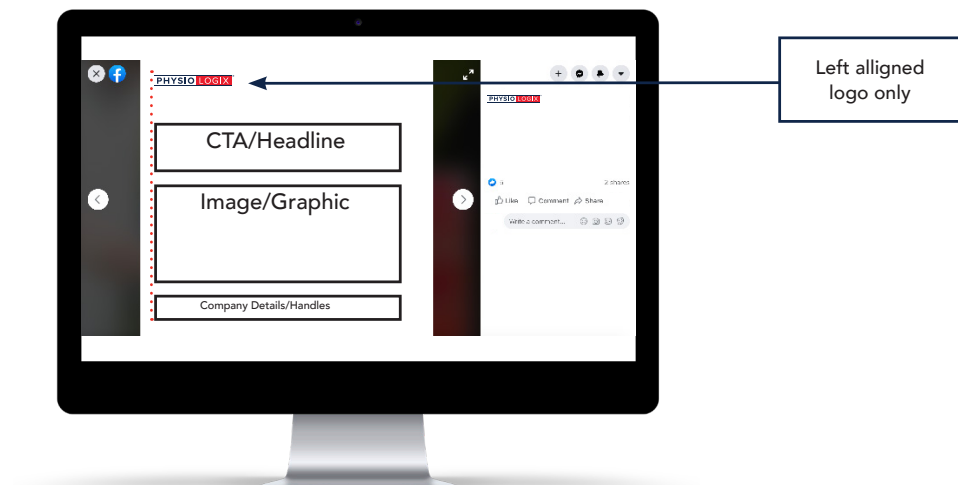 PHYSIO LOGIX
CTA/Headline
Image/Graphic
Company Details/Handles
PHYSIO LOGIX
5
2 shares
Like Comment Share
Write a comment...
Left alligned
logo only